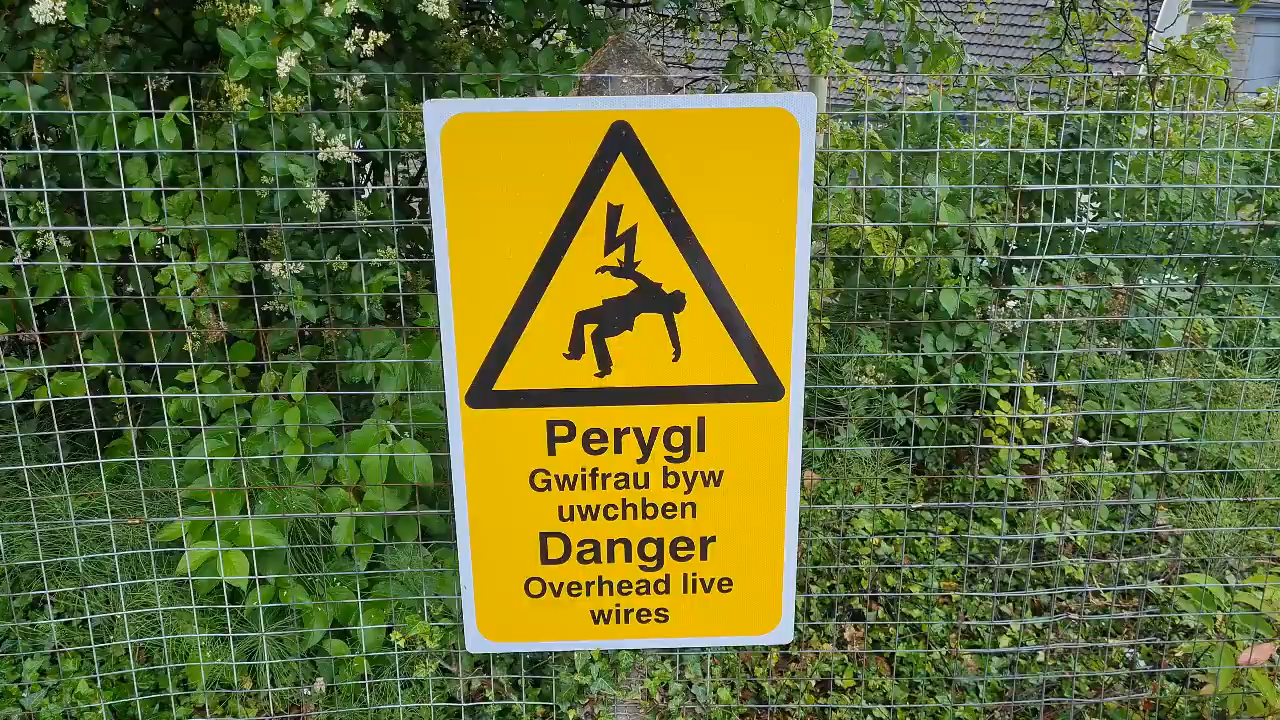 Perygl
Gwifrau byw
uwchben
Danger
Overhead live
wires